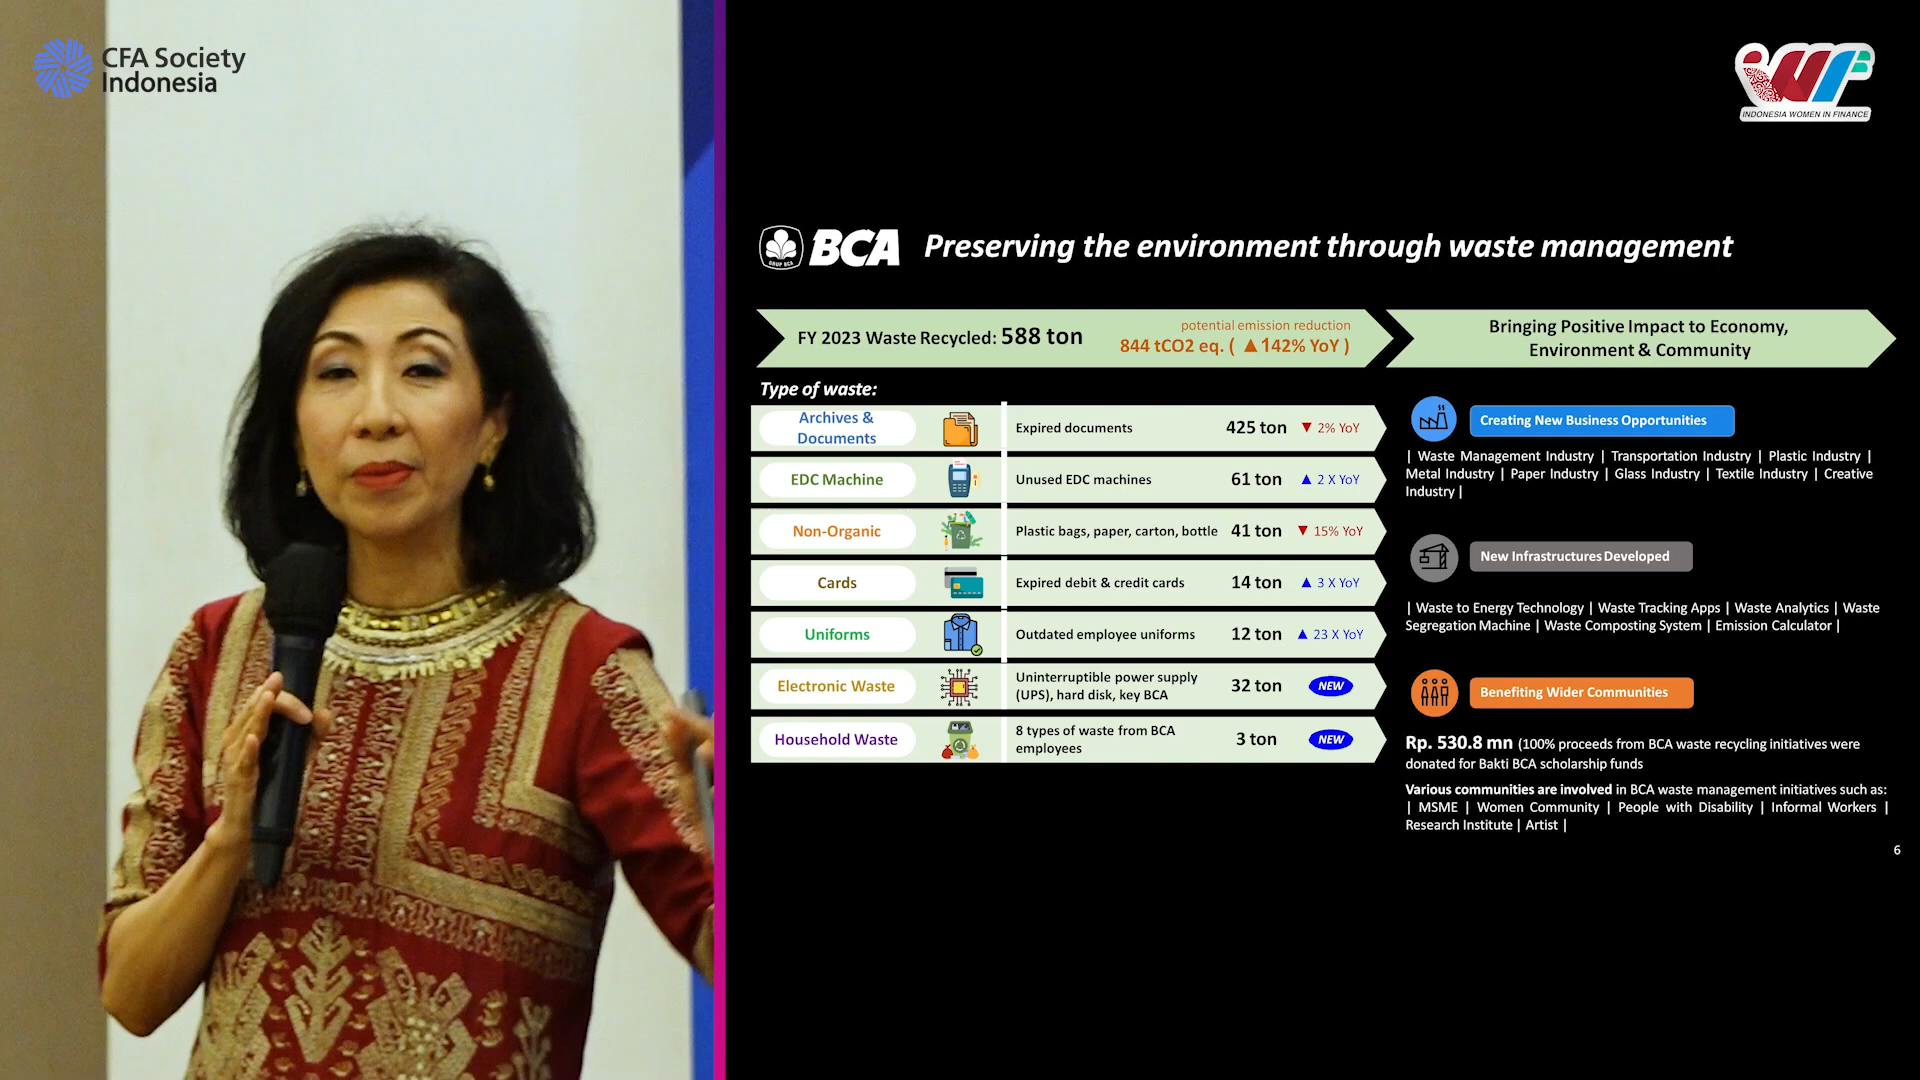 CFA Society
Indonesia
INDONESIA WOMEN IN FINANCE
BCA
Preserving the environment through waste management
FY 2023 Waste Recycled: 588 ton
potential emission reduction
844 tCO2 eq. ( ▲142% YoY )
Bringing Positive Impact to Economy,
Environment & Community
Type of waste:
Archives &
Documents
Expired documents
425 ton
▼ 2% YoY
EDC Machine
Unused EDC machines
61 ton
▲ 2 X YoY
Non-Organic
Plastic bags, paper, carton, bottle
41 ton
▼ 15% YoY
Cards
Expired debit & credit cards
14 ton
▲ 3 X YoY
Uniforms
Outdated employee uniforms
12 ton
▲ 23 X YoY
Electronic Waste
Uninterruptible power supply
(UPS), hard disk, key BCA
32 ton
NEW
Household Waste
8 types of waste from BCA
employees
3 ton
NEW
Creating New Business Opportunities
| Waste Management Industry | Transportation Industry | Plastic Industry |
Metal Industry | Paper Industry | Glass Industry | Textile Industry | Creative
Industry |
New Infrastructures Developed
| Waste to Energy Technology | Waste Tracking Apps | Waste Analytics | Waste
Segregation Machine | Waste Composting System | Emission Calculator |
Benefiting Wider Communities
Rp. 530.8 mn (100% proceeds from BCA waste recycling initiatives were
donated for Bakti BCA scholarship funds
Various communities are involved in BCA waste management initiatives such as:
| MSME | Women Community | People with Disability | Informal Workers |
Research Institute | Artist |
6